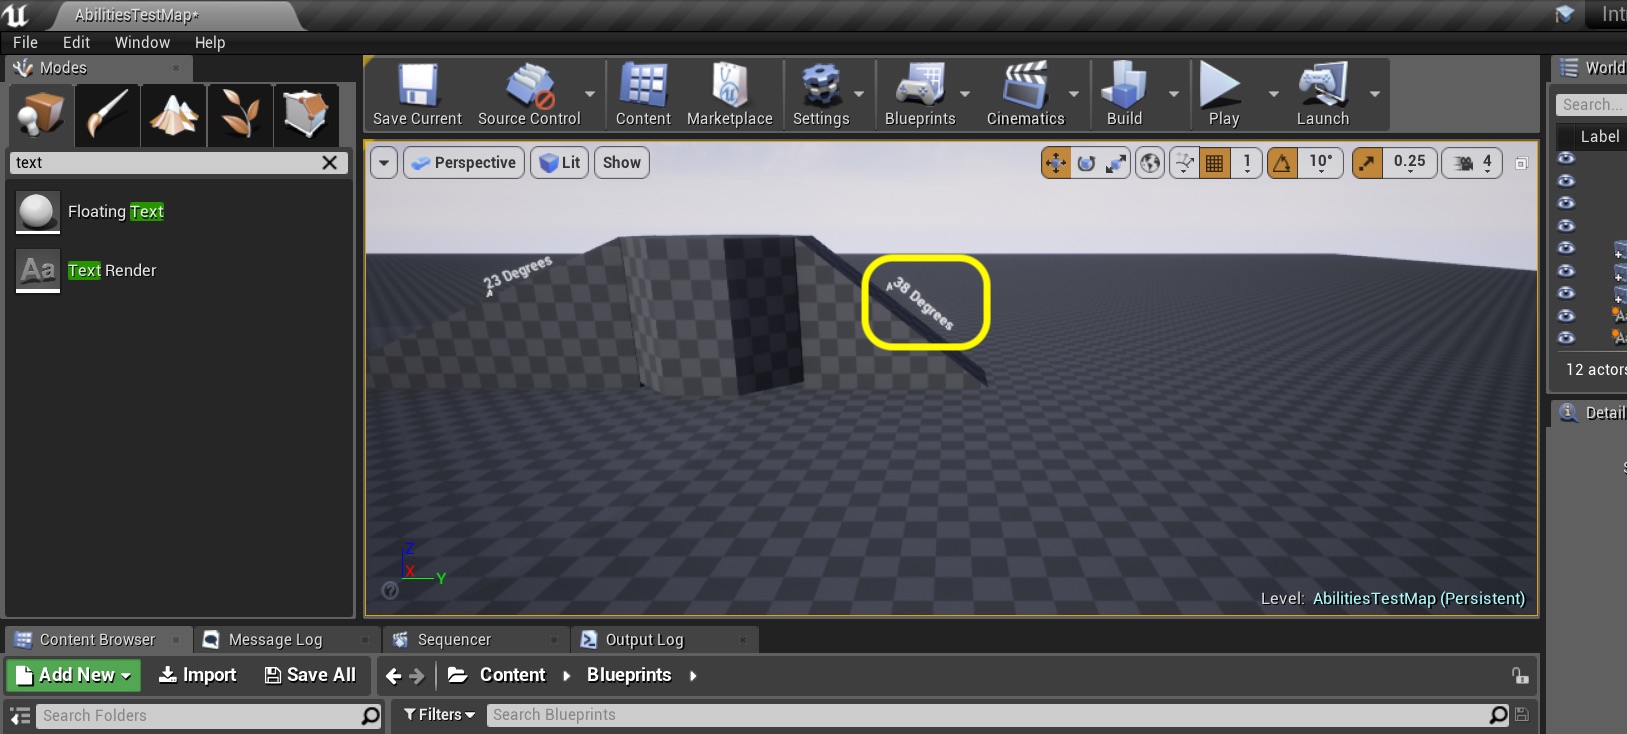 AbilitiesTestMap*
Int
File Edit Window Help
Modes
text
Floating Text
Aa Text Render
Save Current Source Control Content Marketplace Settings Blueprints Cinematics Build Play Launch
Perspective Lit Show
1 10° 0.25 4
23 Degrees
A
A 38 Degrees
Z
X Y
Level: AbilitiesTestMap (Persistent)
World
Search...
Label
12 actors
Detail
Content Browser Message Log Sequencer Output Log
Add New Import Save All Content Blueprints
Search Folders Filters Search Blueprints